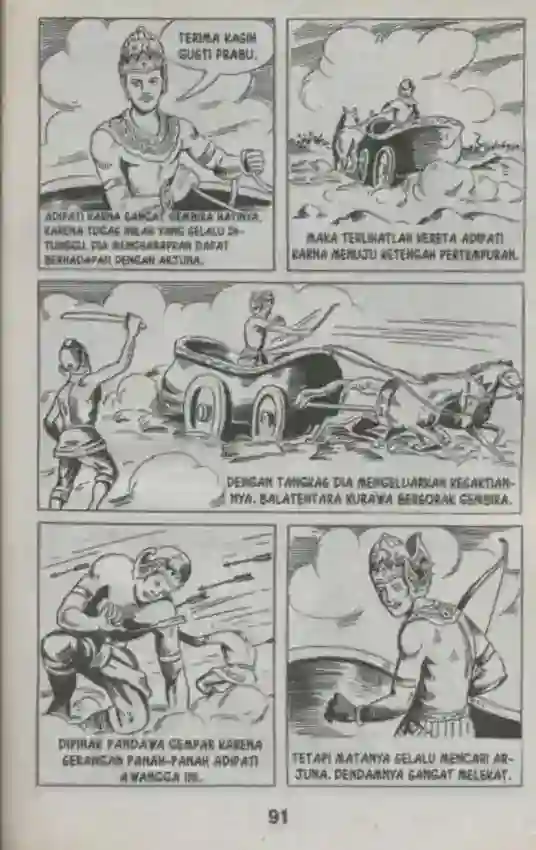 TERIMA KASIH
GUSTI PRABU.
ADIPATI KARNA SANGAT GEMBIRA HATINYA,
KARENA TUGAS INILAH YANG SELALU DI-
TUNGGU. DIA MENGHARAPKAN DAPAT
BERHADAPAN DENGAN ARJUNA.
MAKA TERLIHATLAH KERETA ADIPATI
KARNA MENUJU KETENGAH PERTEMPURAN.
DENGAN TANGKAS DIA MENGELUARKAN KESAKTIAN-
NYA. BALATENTARA KURAWA BERSORAK GEMBIRA.
DIPIHAK PANDAWA GEMPAR KARENA
SERANGAN PANAH-PANAH ADIPATI
AWANGGA INI.
TETAPI MATANYA SELALU MENCARI AR-
JUNA. DENDAMNYA SANGAT MELEKAT.
91